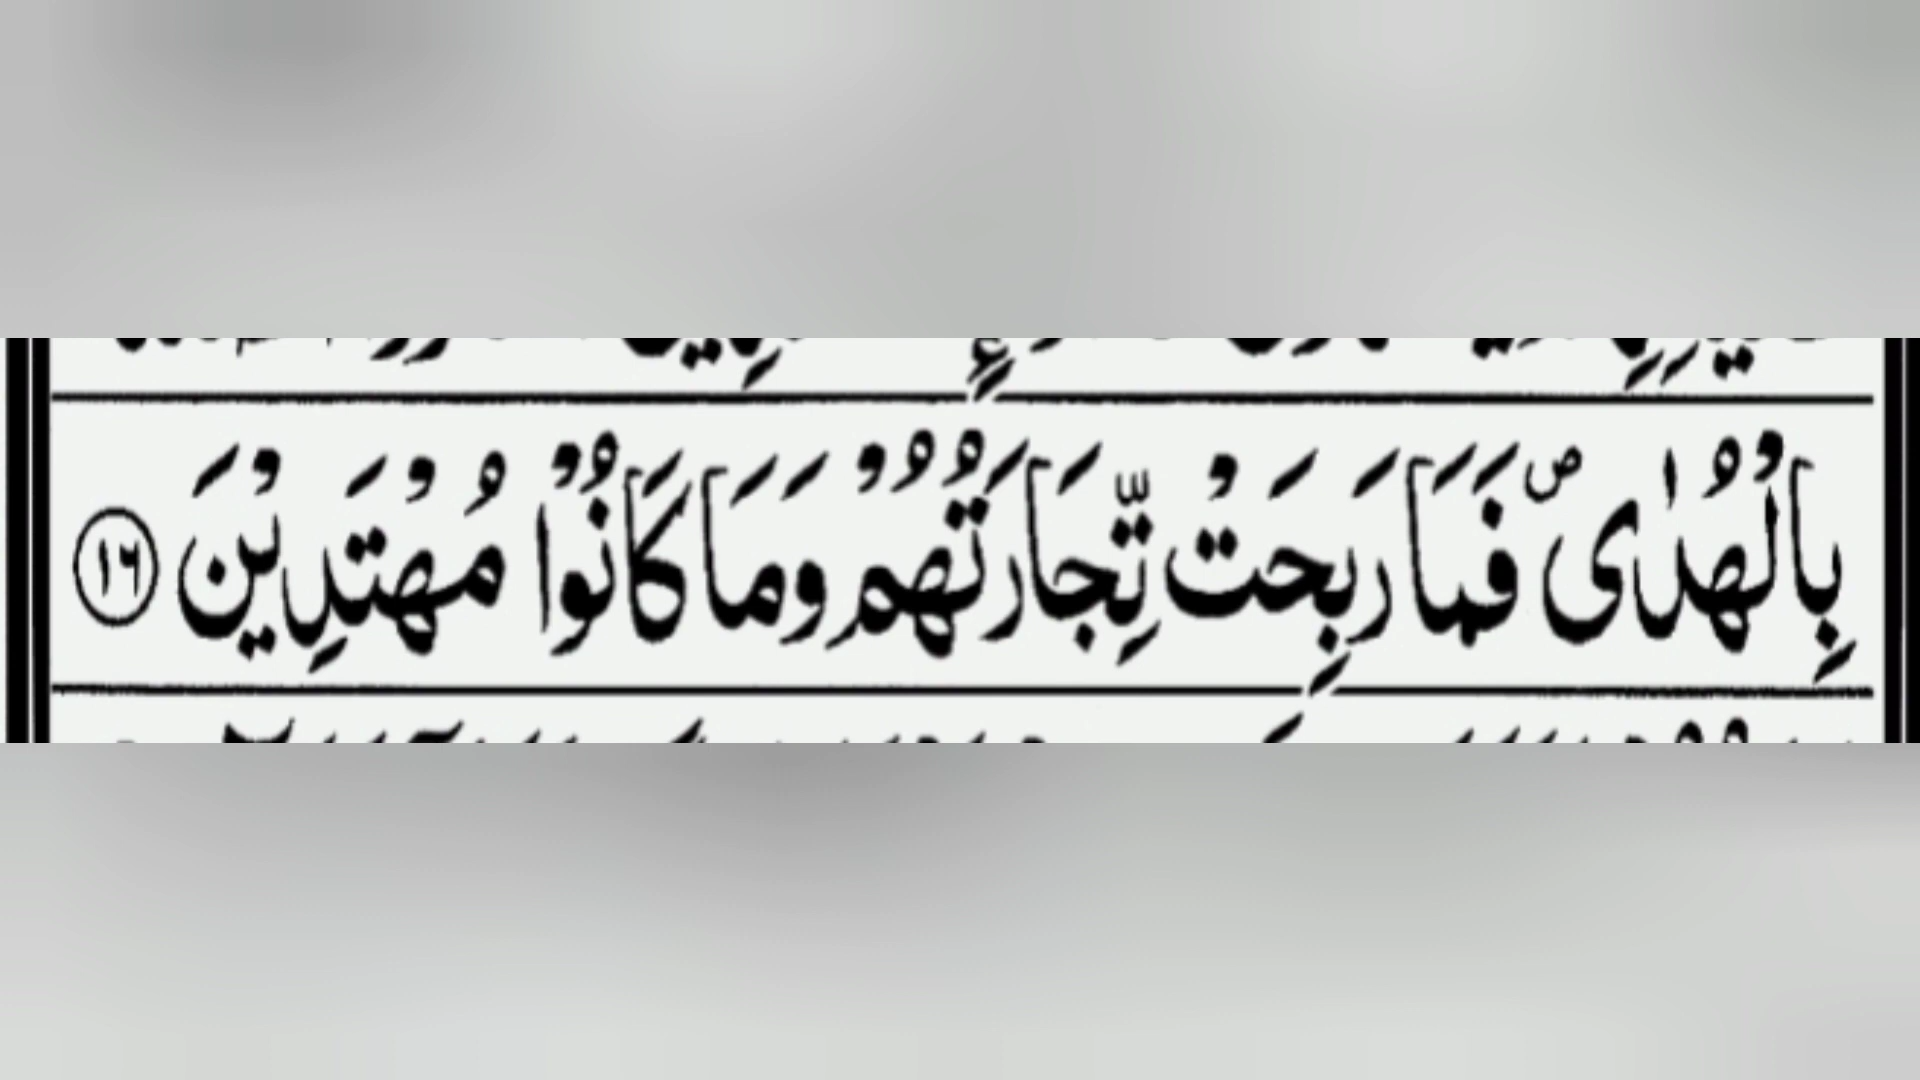 بِالْهُدٰىۖ فَمَا رَبِحَتْ تِّجَارَتُهُمْ وَمَا كَانُوْا مُهْتَدِيْنَ ۝١٦